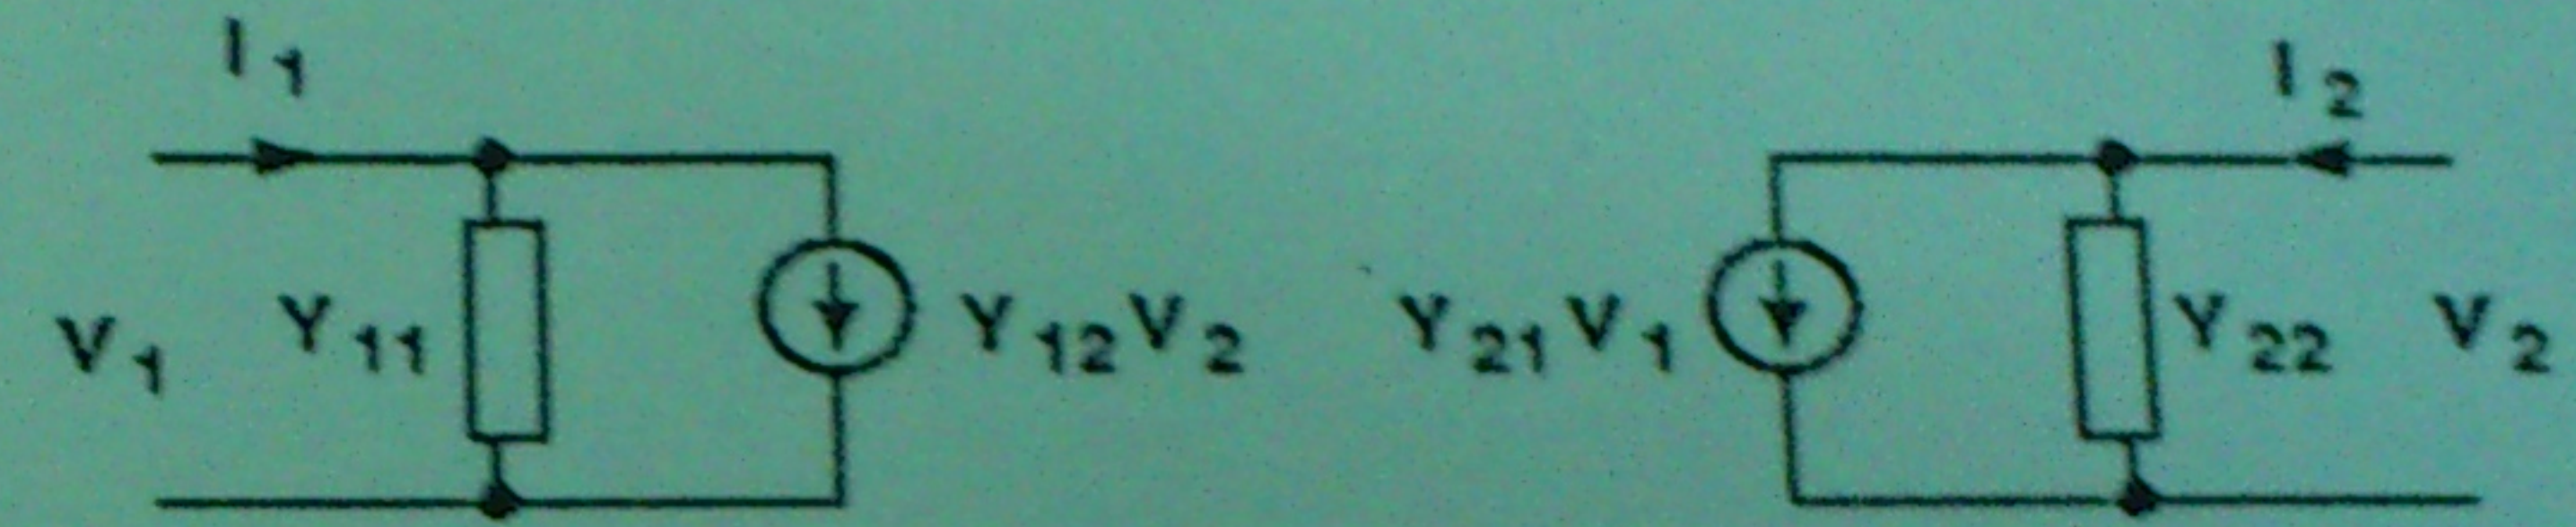 I₁
I₂
V₁
Y₁₁
Y₁₂V₂
Y₂₁V₁
Y₂₂
V₂